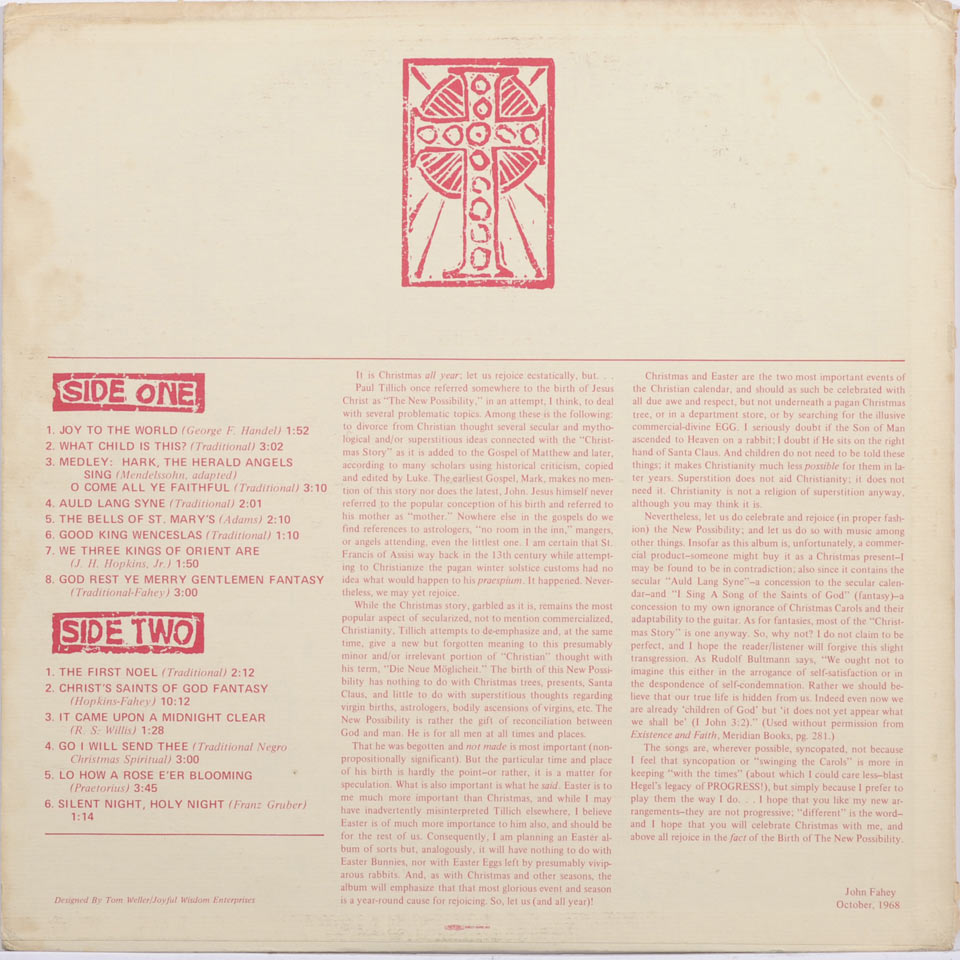 SIDE ONE
1. JOY TO THE WORLD (George F. Handel) 1:52
2. WHAT CHILD IS THIS? (Traditional) 3:02
3. MEDLEY: HARK, THE HERALD ANGELS
SING (Mendelssohn, adapted)
O COME ALL YE FAITHFUL (Traditional) 3:10
4. AULD LANG SYNE (Traditional) 2:01
5. THE BELLS OF ST. MARY'S (Adams) 2:10
6. GOOD KING WENCESLAS (Traditional) 1:10
7. WE THREE KINGS OF ORIENT ARE
(J. H. Hopkins, Jr.) 1:50
8. GOD REST YE MERRY GENTLEMEN FANTASY
(Traditional-Fahey) 3:00
SIDE TWO
1. THE FIRST NOEL (Traditional) 2:12
2. CHRIST'S SAINTS OF GOD FANTASY
(Hopkins-Fahey) 10:12
3. IT CAME UPON A MIDNIGHT CLEAR
(R. S. Willis) 1:28
4. GO I WILL SEND THEE (Traditional Negro
Christmas Spiritual) 3:00
5. LO HOW A ROSE E'ER BLOOMING
(Praetorius) 3:45
6. SILENT NIGHT, HOLY NIGHT (Franz Gruber)
1:14
Designed By Tom Weller/Joyful Wisdom Enterprises
It is Christmas all year; let us rejoice ecstatically, but. . .
Paul Tillich once referred somewhere to the birth of Jesus
Christ as "The New Possibility," in an attempt, I think, to deal
with several problematic topics. Among these is the following:
to divorce from Christian thought several secular and mytho-
logical and/or superstitious ideas connected with the "Christ-
mas Story" as it is added to the Gospel of Matthew and later,
according to many scholars using historical criticism, copied
and edited by Luke. The earliest Gospel, Mark, makes no men-
tion of this story nor does the latest, John. Jesus himself never
referred to the popular conception of his birth and referred to
his mother as "mother." Nowhere else in the gospels do we
find references to astrologers, "no room in the inn," mangers,
or angels attending, even the littlest one. I am certain that St.
Francis of Assisi way back in the 13th century while attempt-
ing to Christianize the pagan winter solstice customs had no
idea what would happen to his praespium. It happened. Never-
theless, we may yet rejoice.
While the Christmas story, garbled as it is, remains the most
popular aspect of secularized, not to mention commercialized,
Christianity, Tillich attempts to de-emphasize and, at the same
time, give a new but forgotten meaning to this presumably
minor and/or irrelevant portion of "Christian" thought with
his term, "Die Neue Möglicheit." The birth of this New Possi-
bility has nothing to do with Christmas trees, presents, Santa
Claus, and little to do with superstitious thoughts regarding
virgin births, astrologers, bodily ascensions of virgins, etc. The
New Possibility is rather the gift of reconciliation between
God and man. He is for all men at all times and places.
That he was begotten and not made is most important (non-
propositionally significant). But the particular time and place
of his birth is hardly the point—or rather, it is a matter for
speculation. What is also important is what he said. Easter is to
me much more important than Christmas, and while I may
have inadvertently misinterpreted Tillich elsewhere, I believe
Easter is of much more importance to him also, and should be
for the rest of us. Consequently, I am planning an Easter al-
bum of sorts but, analogously, it will have nothing to do with
Easter Bunnies, nor with Easter Eggs left by presumably vivip-
arous rabbits. And, as with Christmas and other seasons, the
album will emphasize that that most glorious event and season
is a year-round cause for rejoicing. So, let us (and all year)!
Christmas and Easter are the two most important events of
the Christian calendar, and should as such be celebrated with
all due awe and respect, but not underneath a pagan Christmas
tree, or in a department store, or by searching for the illusive
commercial-divine EGG. I seriously doubt if the Son of Man
ascended to Heaven on a rabbit; I doubt if He sits on the right
hand of Santa Claus. And children do not need to be told these
things; it makes Christianity much less possible for them in la-
ter years. Superstition does not aid Christianity; it does not
need it. Christianity is not a religion of superstition anyway,
although you may think it is.
Nevertheless, let us do celebrate and rejoice (in proper fash-
ion) the New Possibility; and let us do so with music among
other things. Insofar as this album is, unfortunately, a commer-
cial product—someone might buy it as a Christmas present—I
may be found to be in contradiction; also since it contains the
secular "Auld Lang Syne"—a concession to the secular calen-
dar—and "I Sing A Song of the Saints of God" (fantasy)—a
concession to my own ignorance of Christmas Carols and their
adaptability to the guitar. As for fantasies, most of the "Christ-
mas Story" is one anyway. So, why not? I do not claim to be
perfect, and I hope the reader/listener will forgive this slight
transgression. As Rudolf Bultmann says, "We ought not to
imagine this either in the arrogance of self-satisfaction or in
the despondence of self-condemnation. Rather we should be-
lieve that our true life is hidden from us. Indeed even now we
are already 'children of God' but 'it does not yet appear what
we shall be' (I John 3:2)." (Used without permission from
Existence and Faith, Meridian Books, pg. 281.)
The songs are, wherever possible, syncopated, not because
I feel that syncopation or "swinging the Carols" is more in
keeping "with the times" (about which I could care less—blast
Hegel's legacy of PROGRESS!), but simply because I prefer to
play them the way I do. . . I hope that you like my new ar-
rangements—they are not progressive; "different" is the word—
and I hope that you will celebrate Christmas with me, and
above all rejoice in the fact of the Birth of The New Possibility.
John Fahey
October, 1968